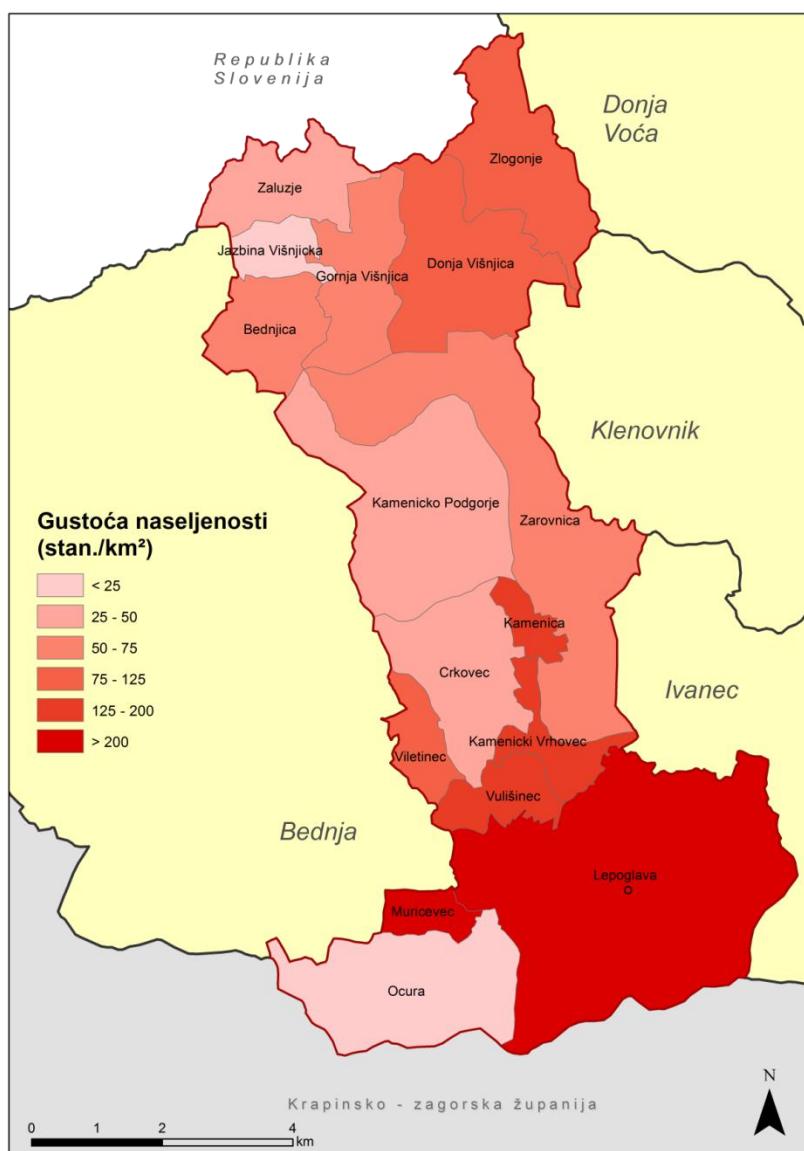 Republika
Slovenija
Donja
Voća
Zlogonje
Zaluzje
Jazbina Višnjicka
Gornja Višnjica
Donja Višnjica
Bednjica
Klenovnik
Kamenicko Podgorje
Zarovnica
Gustoća naseljenosti
(stan./km²)
< 25
25 - 50
50 - 75
75 - 125
125 - 200
> 200
Kamenica
Crkovec
Ivanec
Kamenicki Vrhovec
Viletinec
Vulišinec
Bednja
Lepoglava
Muricevec
Ocura
N
Krapinsko - zagorska županija
0 2 4
km